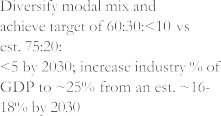 Diversify modal mix and
achieve target of 60:30:<10 vs
est. 75:20:
<5 by 2030; increase industry % of
GDP to ~25% from an est. ~16-
18% by 2030